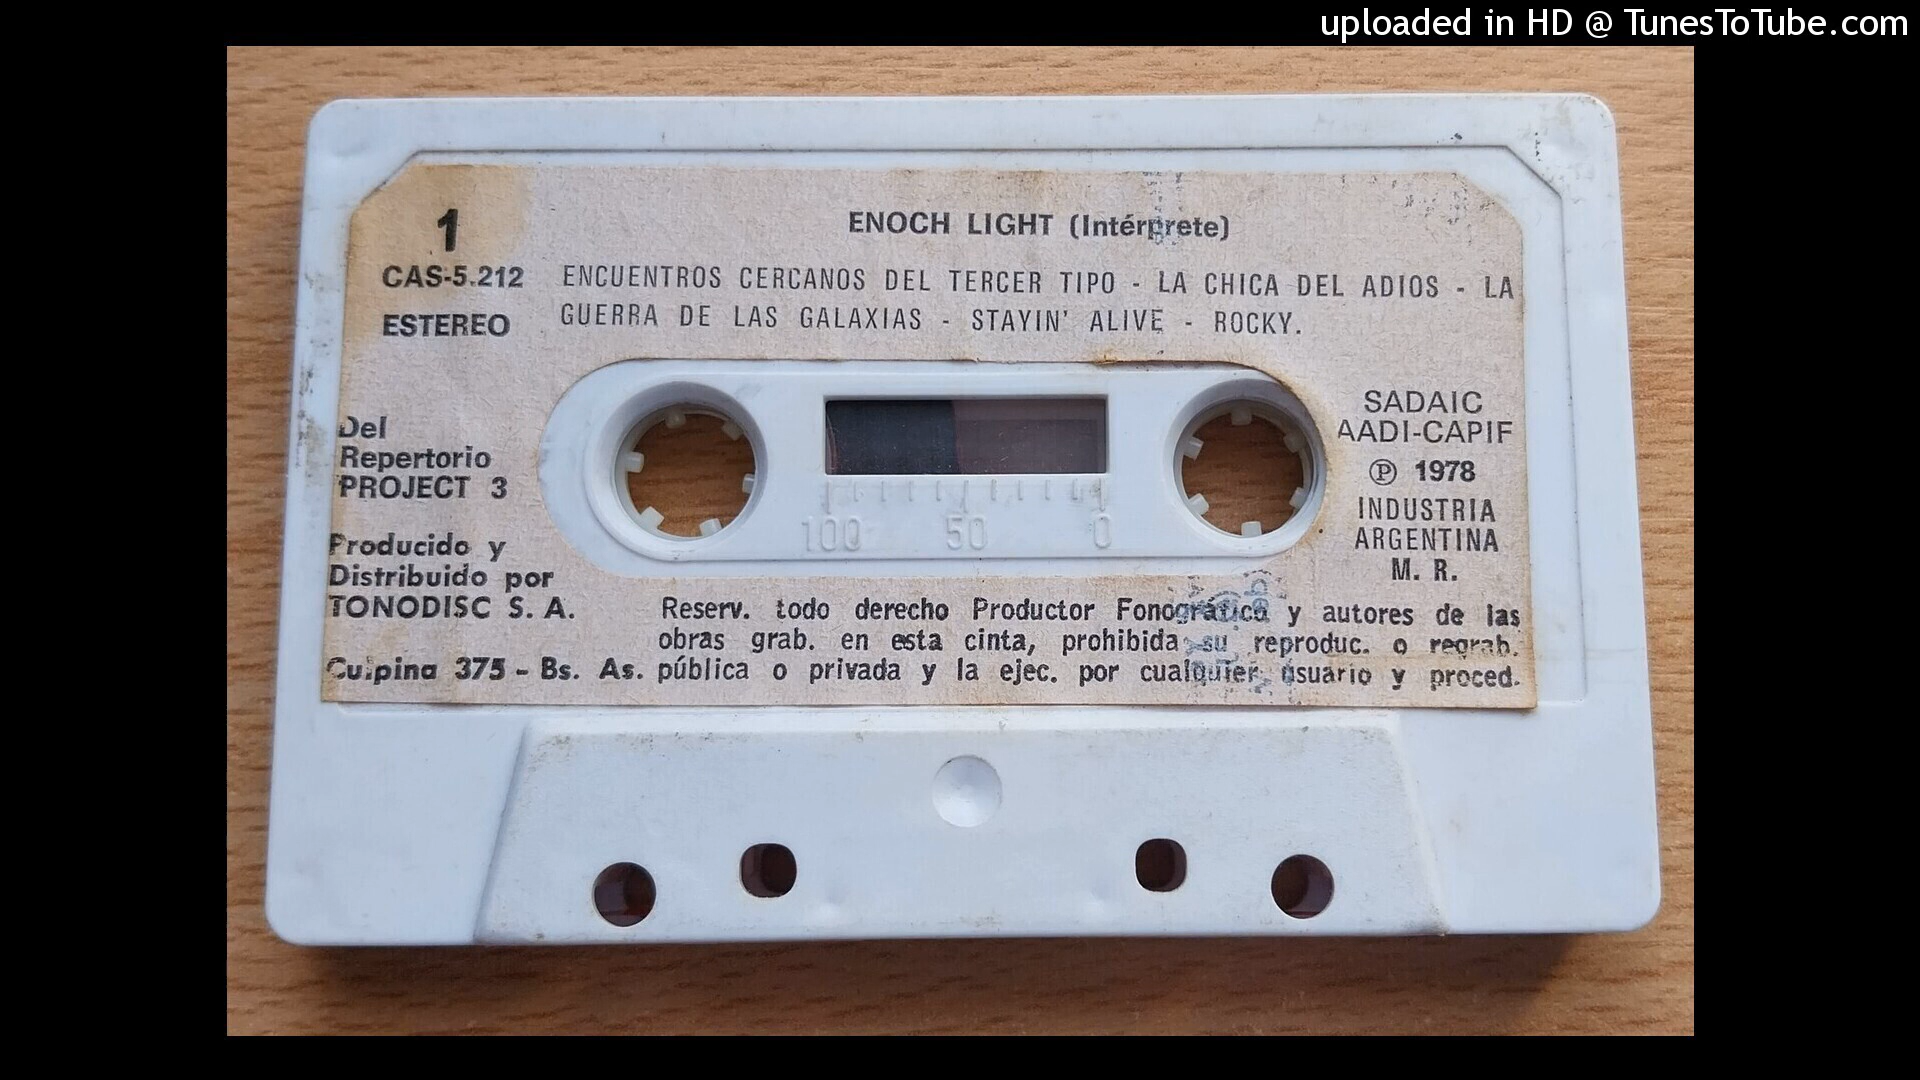 uploaded in HD @ TunesToTube.com
1
ENOCH LIGHT (Intérprete)
CAS-5.212
ESTEREO
ENCUENTROS CERCANOS DEL TERCER TIPO - LA CHICA DEL ADIOS - LA
GUERRA DE LAS GALAXIAS - STAYIN' ALIVE - ROCKY.
Del
Repertorio
PROJECT 3
SADAIC
AADI-CAPIF
Ⓟ 1978
INDUSTRIA
ARGENTINA
M. R.
100 50 0
Producido y
Distribuido por
TONODISC S. A.
Culpina 375 - Bs. As.
Reserv. todo derecho Productor Fonográfico y autores de las
obras grab. en esta cinta, prohibida su reproduc. o regrab.
pública o privada y la ejec. por cualquier usuario y proced.